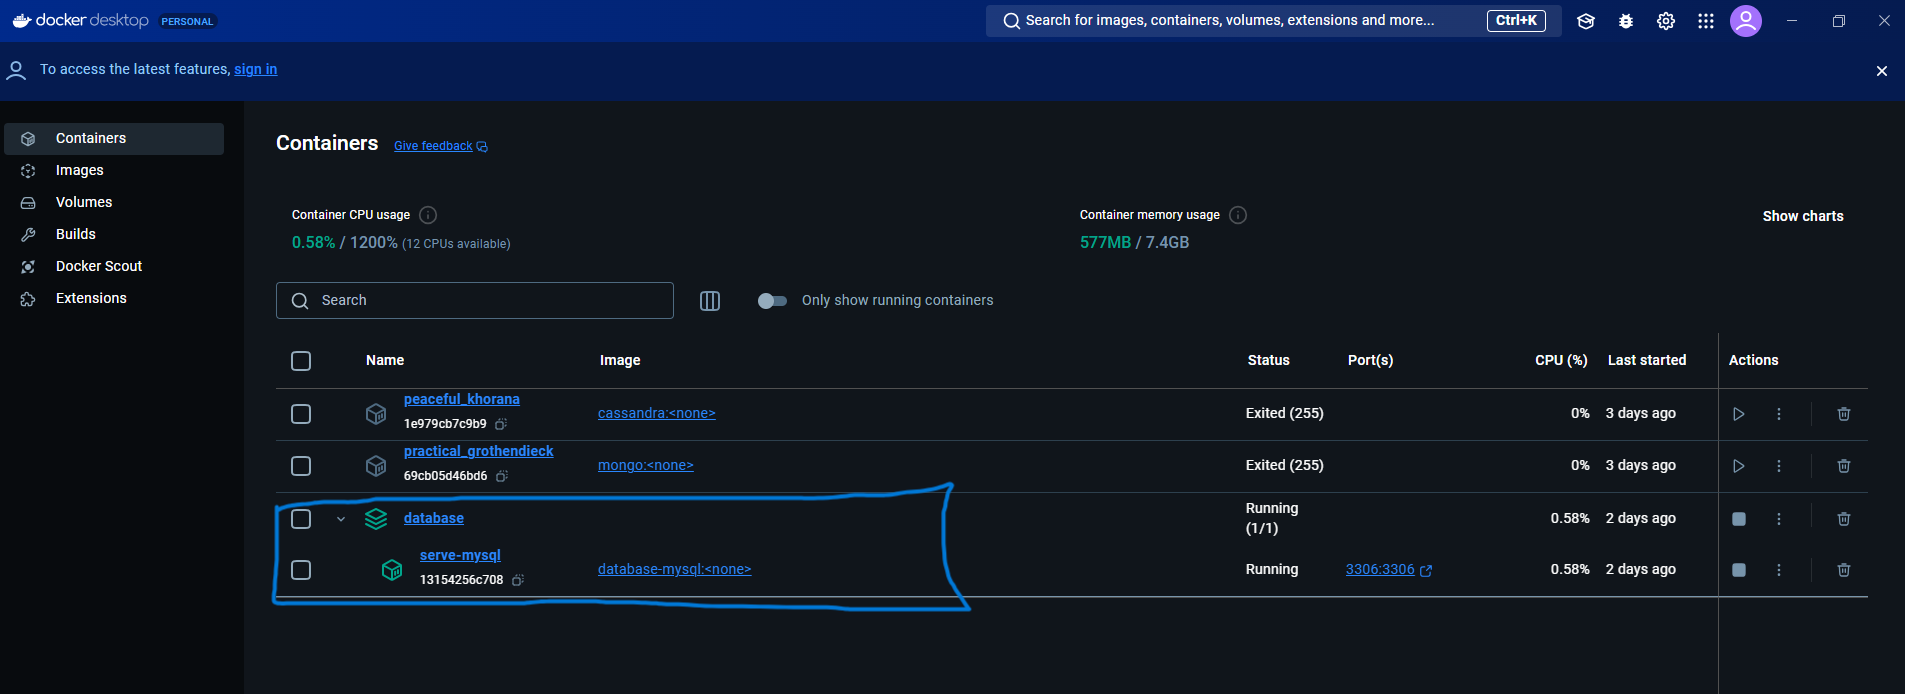 docker desktop PERSONAL
Search for images, containers, volumes, extensions and more... Ctrl+K
To access the latest features, sign in
Containers
Images
Volumes
Builds
Docker Scout
Extensions
Containers Give feedback
Container CPU usage
0.58% / 1200% (12 CPUs available)
Container memory usage
577MB / 7.4GB
Show charts
Search
Only show running containers
Name Image Status Port(s) CPU (%) Last started Actions
peaceful_khorana
1e979cb7c9b9
cassandra:<none> Exited (255) 0% 3 days ago
practical_grothendieck
69cb05d46bd6
mongo:<none> Exited (255) 0% 3 days ago
database Running (1/1) 0.58% 2 days ago
serve-mysql
13154256c708
database-mysql:<none> Running 3306:3306 0.58% 2 days ago